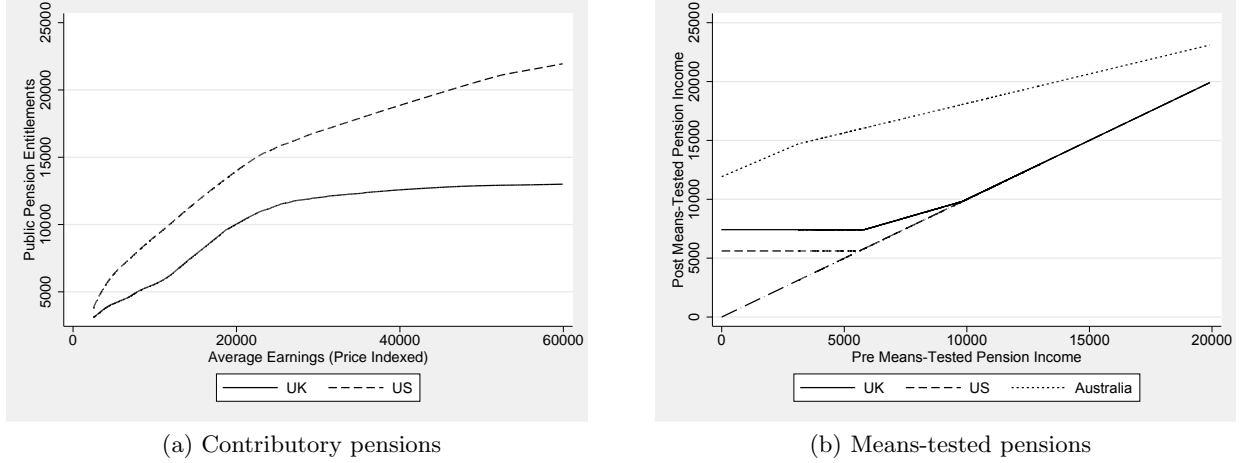 Public Pension Entitlements
25000
20000
15000
10000
5000
0 20000 40000 60000
Average Earnings (Price Indexed)
UK US
(a) Contributory pensions
Post Means-Tested Pension Income
25000
20000
15000
10000
5000
0
0 5000 10000 15000 20000
Pre Means-Tested Pension Income
UK US Australia
(b) Means-tested pensions